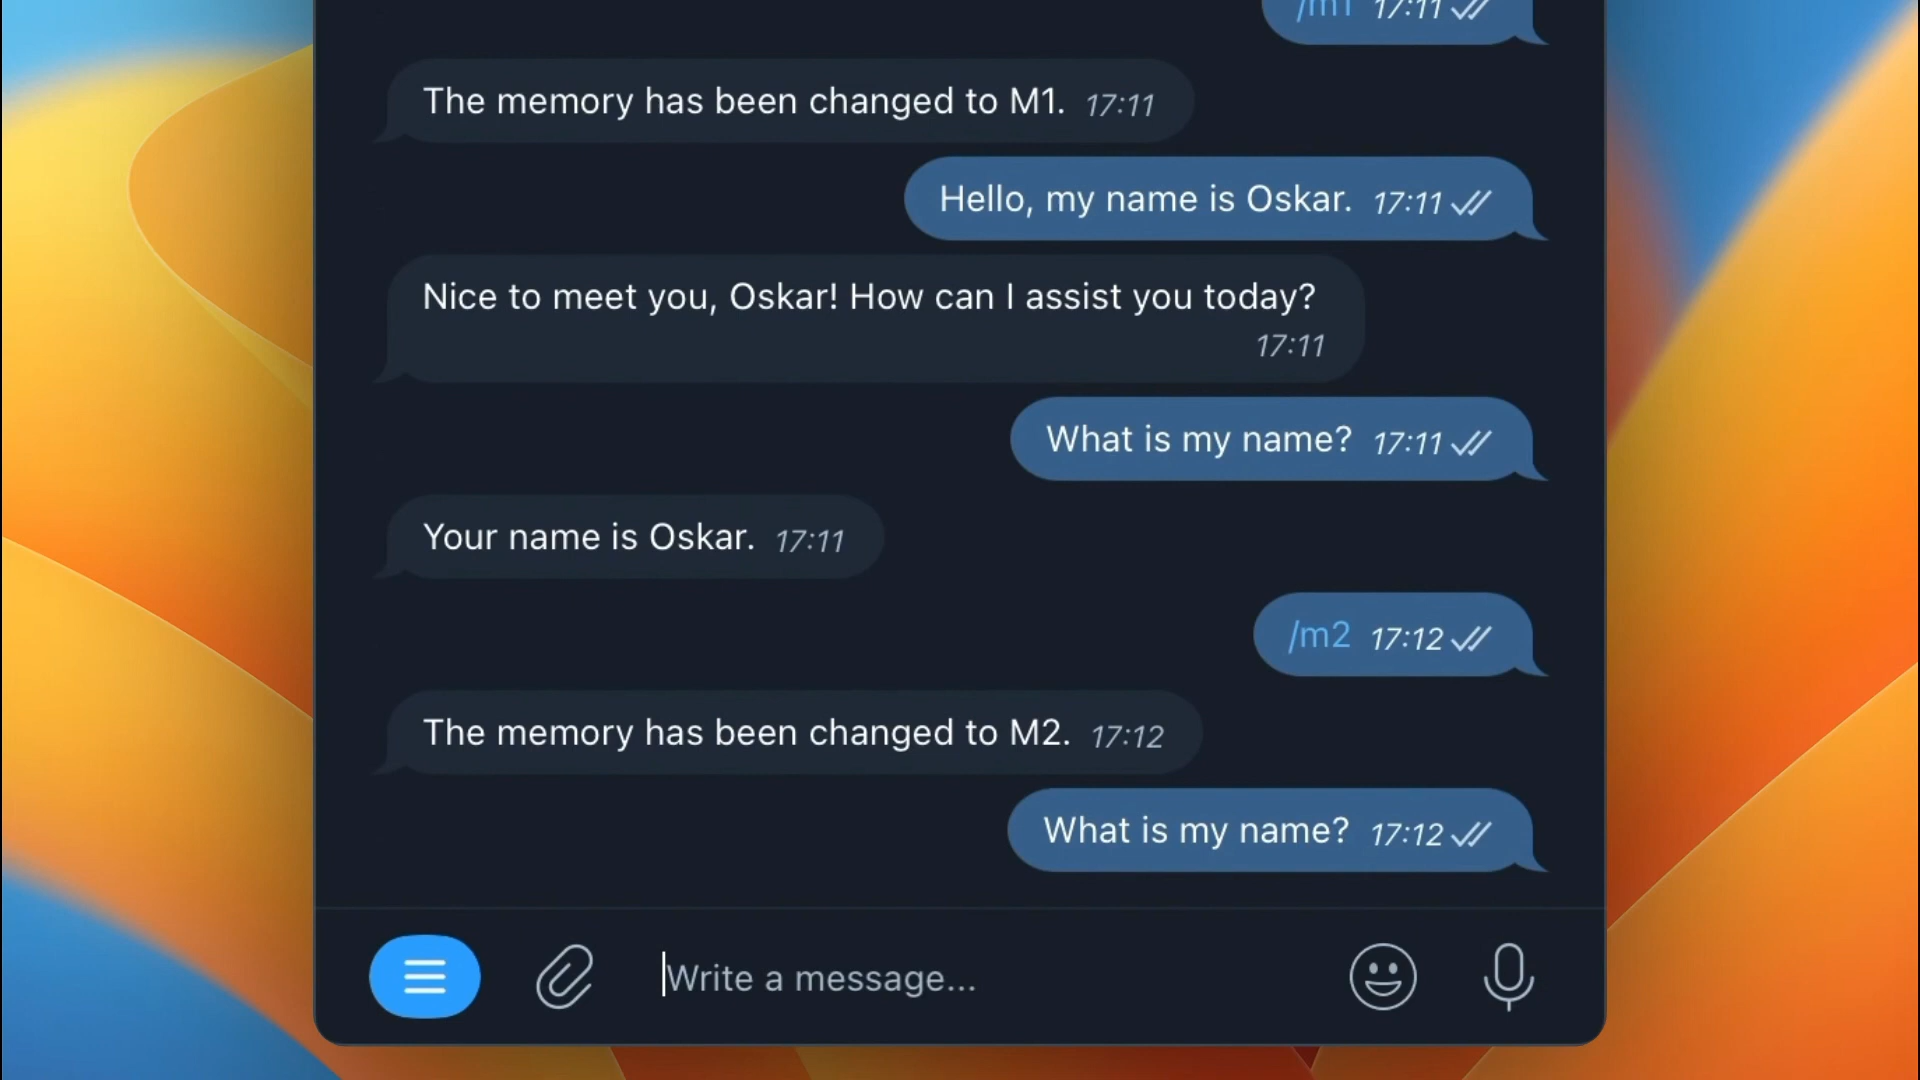 /m1 17:11
The memory has been changed to M1. 17:11
Hello, my name is Oskar. 17:11
Nice to meet you, Oskar! How can I assist you today?
17:11
What is my name? 17:11
Your name is Oskar. 17:11
/m2 17:12
The memory has been changed to M2. 17:12
What is my name? 17:12
Write a message...